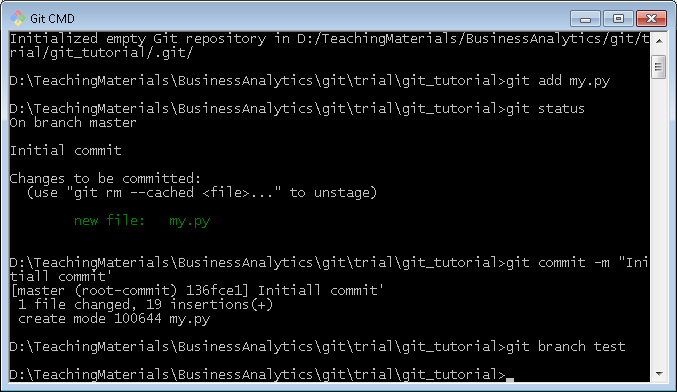 Git CMD
Initialized empty Git repository in D:/TeachingMaterials/BusinessAnalytics/git/t
rial/git_tutorial/.git/
D:\TeachingMaterials\BusinessAnalytics\git\trial\git_tutorial>git add my.py
D:\TeachingMaterials\BusinessAnalytics\git\trial\git_tutorial>git status
On branch master
Initial commit
Changes to be committed:
  (use "git rm --cached <file>..." to unstage)
        new file:   my.py
D:\TeachingMaterials\BusinessAnalytics\git\trial\git_tutorial>git commit -m "Ini
tiall commit'
[master (root-commit) 136fce1] Initiall commit'
 1 file changed, 19 insertions(+)
 create mode 100644 my.py
D:\TeachingMaterials\BusinessAnalytics\git\trial\git_tutorial>git branch test
D:\TeachingMaterials\BusinessAnalytics\git\trial\git_tutorial>